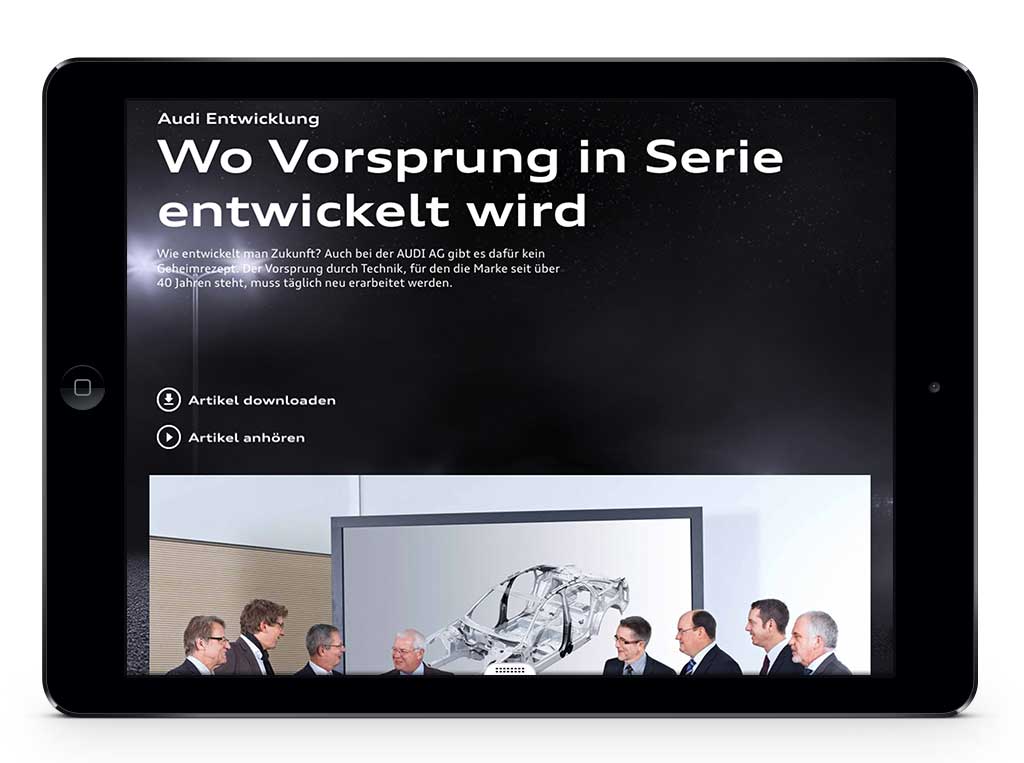 Audi Entwicklung
Wo Vorsprung in Serie
entwickelt wird
Wie entwickelt man Zukunft? Auch bei der AUDI AG gibt es dafür kein
Geheimrezept. Der Vorsprung durch Technik, für den die Marke seit über
40 Jahren steht, muss täglich neu erarbeitet werden.
Artikel downloaden
Artikel anhören